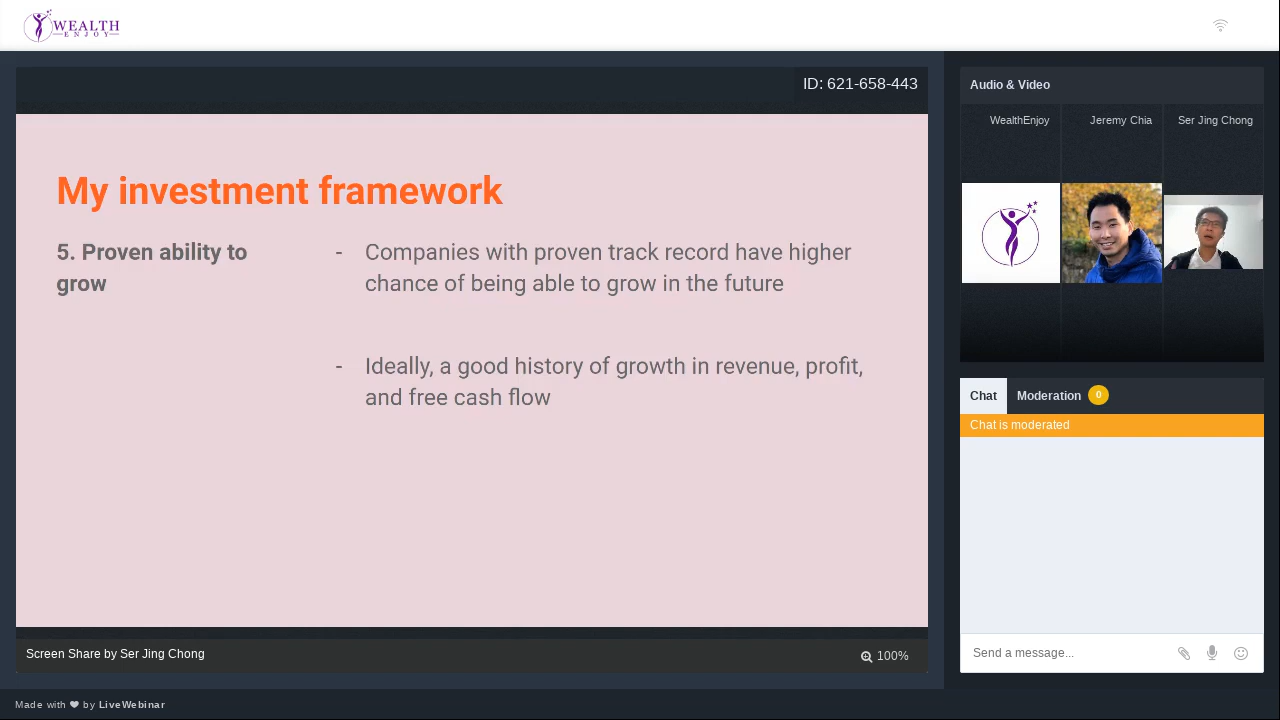 WEALTH
ENJOY
ID: 621-658-443
My investment framework
5. Proven ability to
grow
- Companies with proven track record have higher
chance of being able to grow in the future
- Ideally, a good history of growth in revenue, profit,
and free cash flow
Screen Share by Ser Jing Chong
100%
Audio & Video
WealthEnjoy
Jeremy Chia
Ser Jing Chong
Chat
Moderation 0
Chat is moderated
Send a message...
Made with ❤ by LiveWebinar